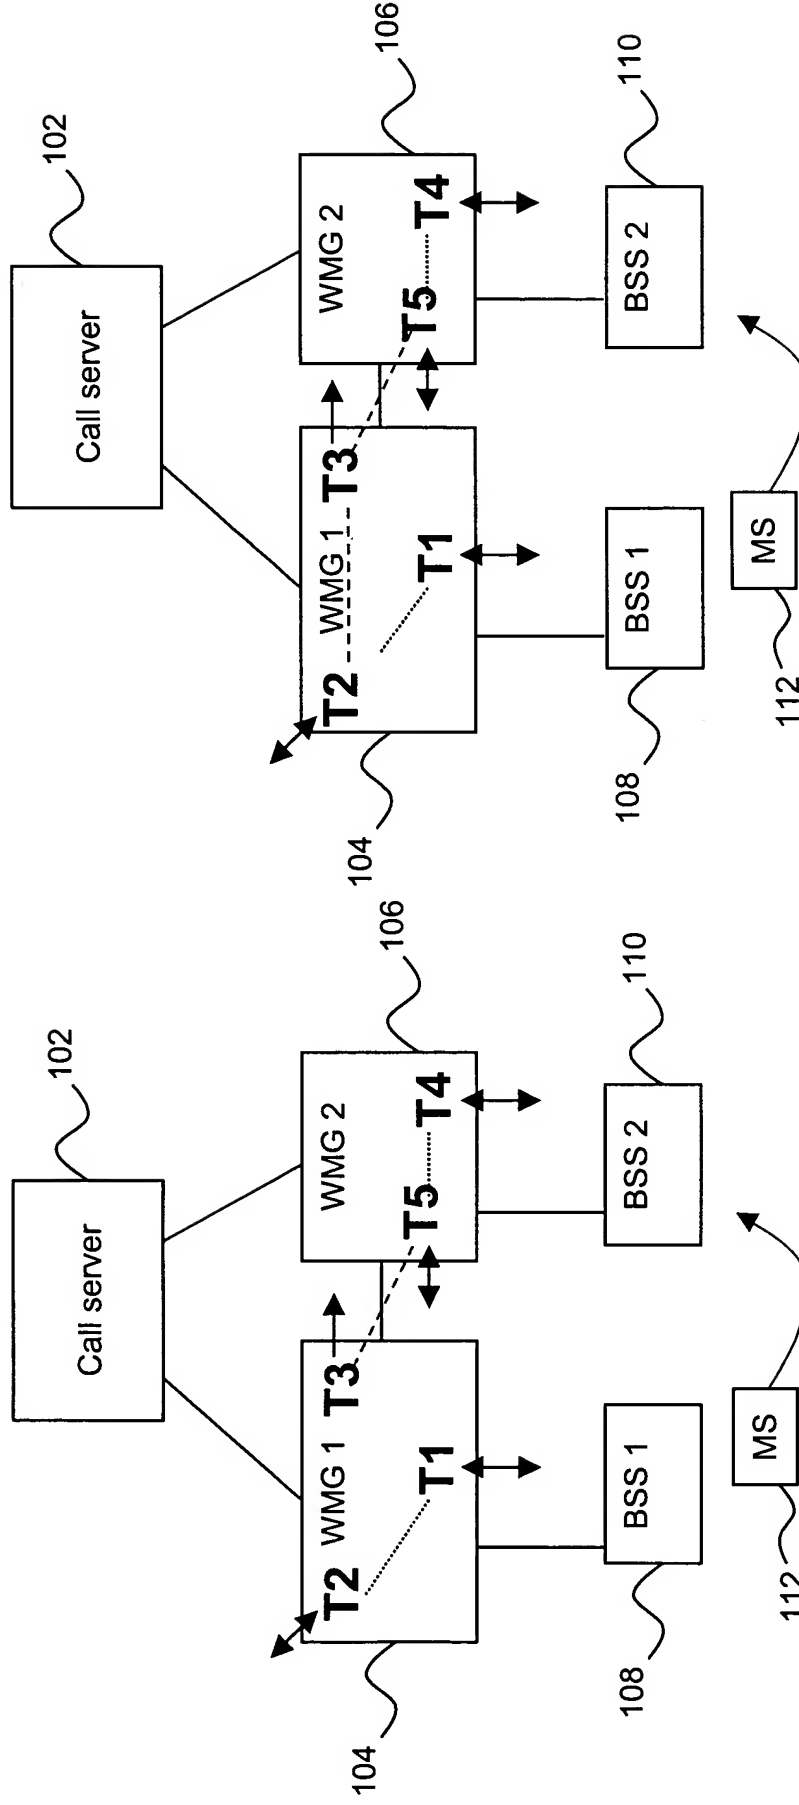 102
Call server
106
WMG 1
WMG 2
T2
T3
T5
T4
T1
104
BSS 1
BSS 2
110
108
MS
112
102
Call server
106
WMG 1
WMG 2
T2
T3
T5
T4
T1
104
BSS 1
BSS 2
110
108
MS
112